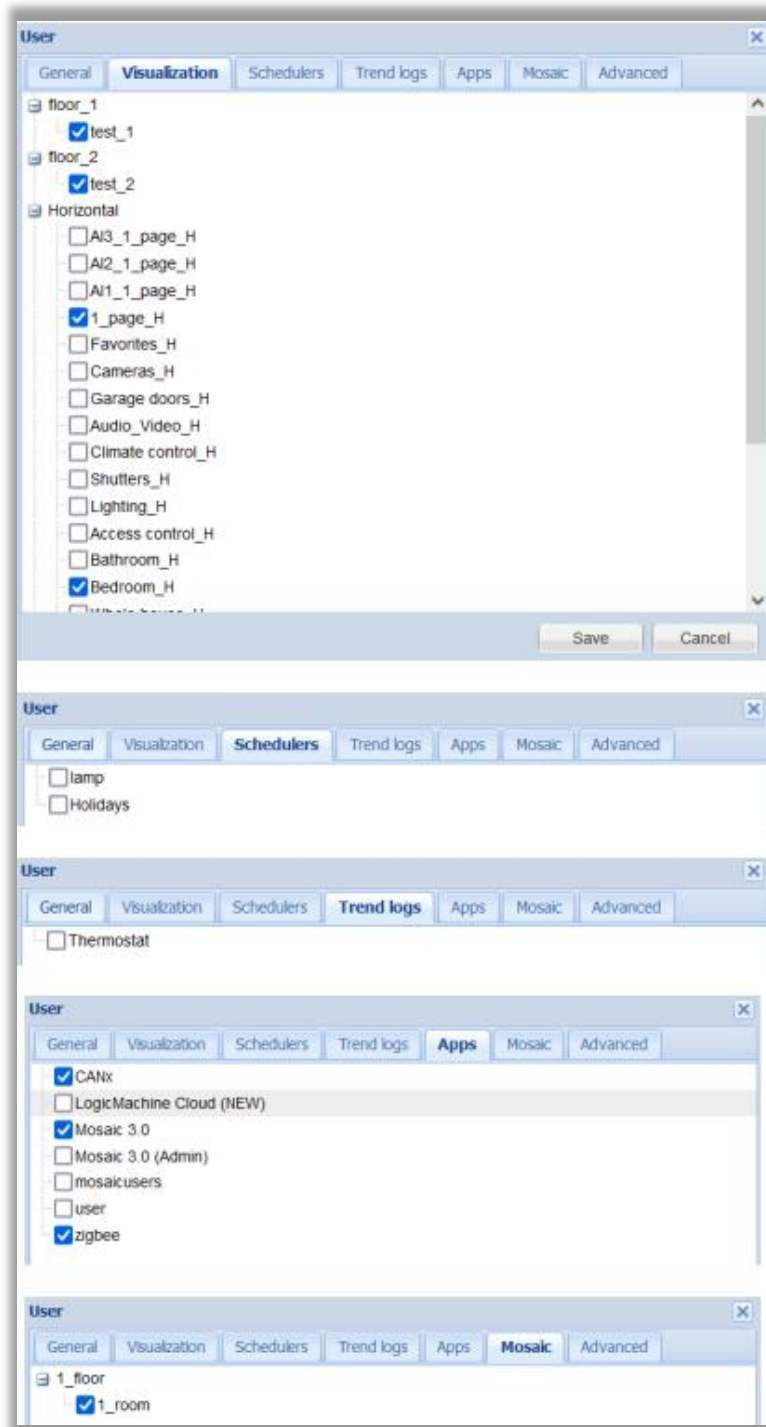 User
General Visualization Schedulers Trend logs Apps Mosaic Advanced
floor_1
test_1
floor_2
test_2
Horizontal
AI3_1_page_H
AI2_1_page_H
AI1_1_page_H
1_page_H
Favorites_H
Cameras_H
Garage doors_H
Audio_Video_H
Climate control_H
Shutters_H
Lighting_H
Access control_H
Bathroom_H
Bedroom_H
Save Cancel
User
General Visualization Schedulers Trend logs Apps Mosaic Advanced
lamp
Holidays
User
General Visualization Schedulers Trend logs Apps Mosaic Advanced
Thermostat
User
General Visualization Schedulers Trend logs Apps Mosaic Advanced
CANx
LogicMachine Cloud (NEW)
Mosaic 3.0
Mosaic 3.0 (Admin)
mosaicusers
user
zigbee
User
General Visualization Schedulers Trend logs Apps Mosaic Advanced
1_floor
1_room